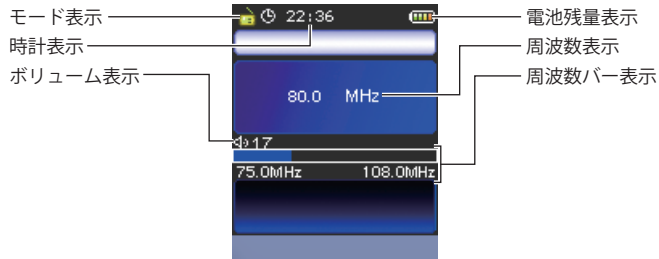 モード表示
時計表示
ボリューム表示
22:36
80.0 MHz
17
75.0MHz 108.0MHz
電池残量表示
周波数表示
周波数バー表示